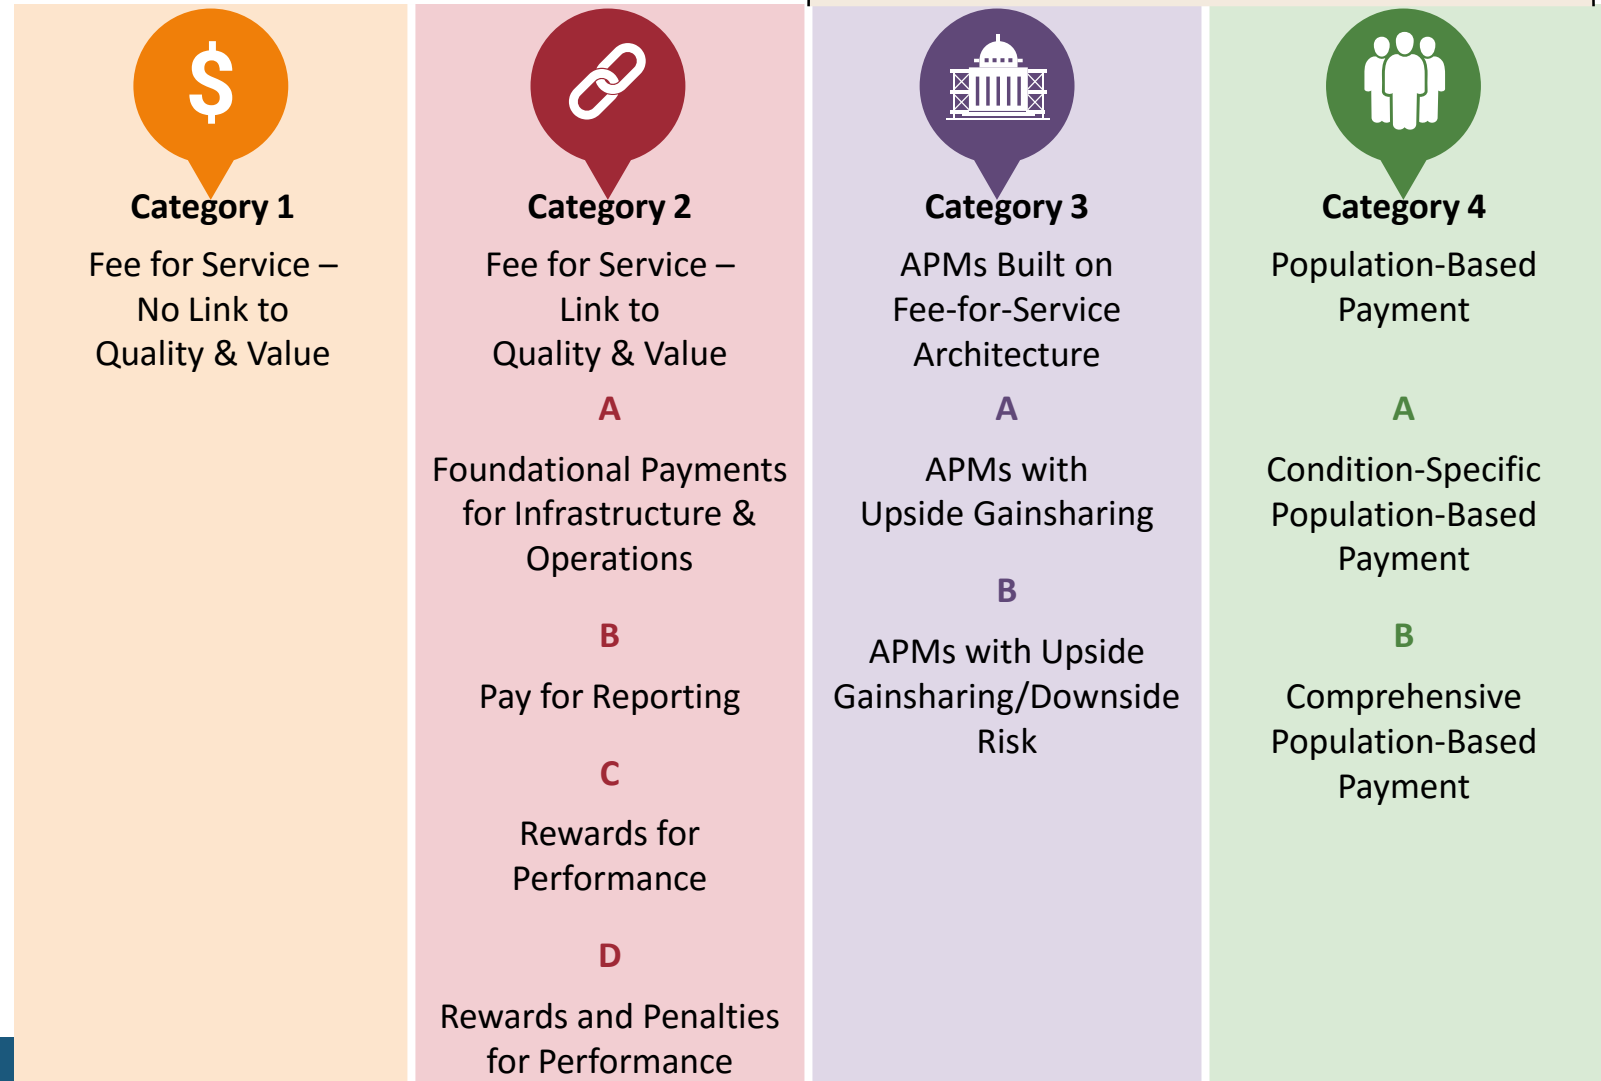 $
Category 1
Fee for Service –
No Link to
Quality & Value
Category 2
Fee for Service –
Link to
Quality & Value
A
Foundational Payments
for Infrastructure &
Operations
B
Pay for Reporting
C
Rewards for
Performance
D
Rewards and Penalties
for Performance
Category 3
APMs Built on
Fee-for-Service
Architecture
A
APMs with
Upside Gainsharing
B
APMs with Upside
Gainsharing/Downside
Risk
Category 4
Population-Based
Payment
A
Condition-Specific
Population-Based
Payment
B
Comprehensive
Population-Based
Payment